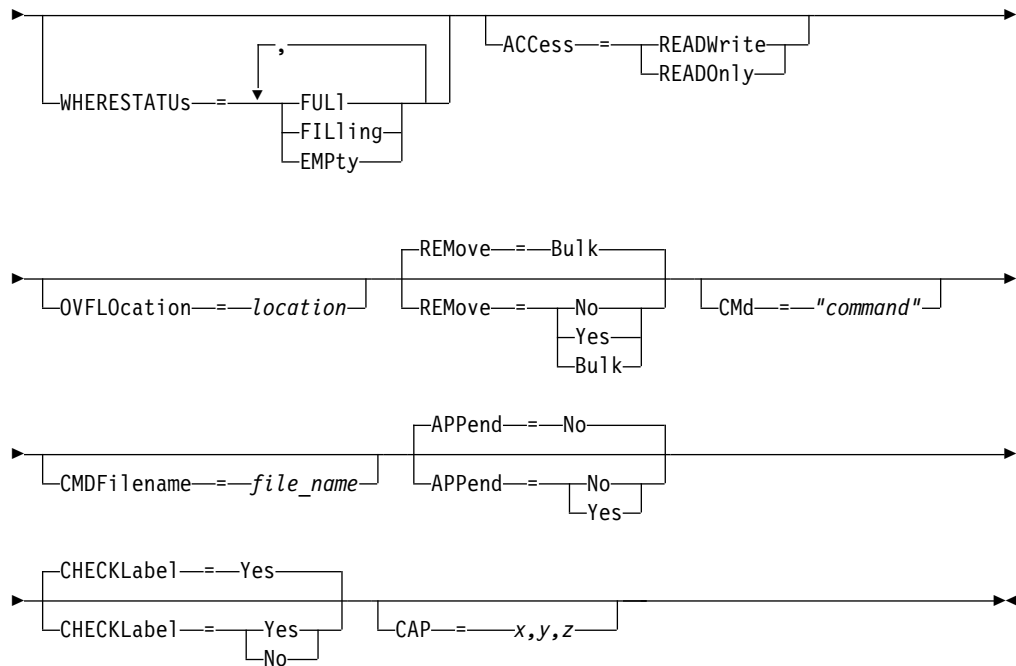 ,
WHERESTATUs = FULl
FILling
EMPty
ACCess = READWrite
READOnly
OVFLOcation = location
REMove = Bulk
REMove = No
Yes
Bulk
CMd = "command"
CMDFilename = file_name
APPend = No
APPend = No
Yes
CHECKLabel = Yes
CHECKLabel = Yes
No
CAP = x,y,z